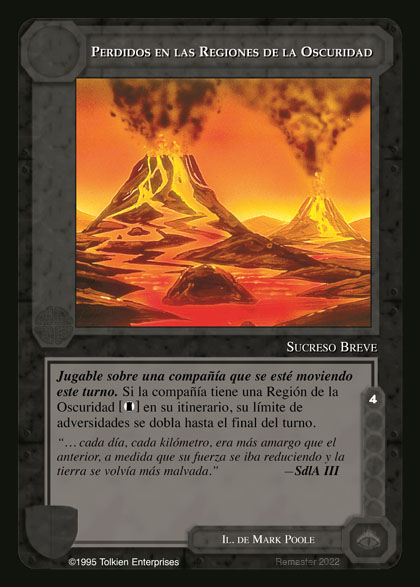 Perdidos en las Regiones de la Oscuridad
Sucreso Breve
Jugable sobre una compañía que se esté moviendo
este turno. Si la compañía tiene una Región de la
Oscuridad [ ] en su itinerario, su límite de
adversidades se dobla hasta el final del turno.
4
“… cada día, cada kilómetro, era más amargo que el
anterior, a medida que su fuerza se iba reduciendo y la
tierra se volvía más malvada.” —SdlA III
Il. de Mark Poole
©1995 Tolkien Enterprises
Remaster 2022